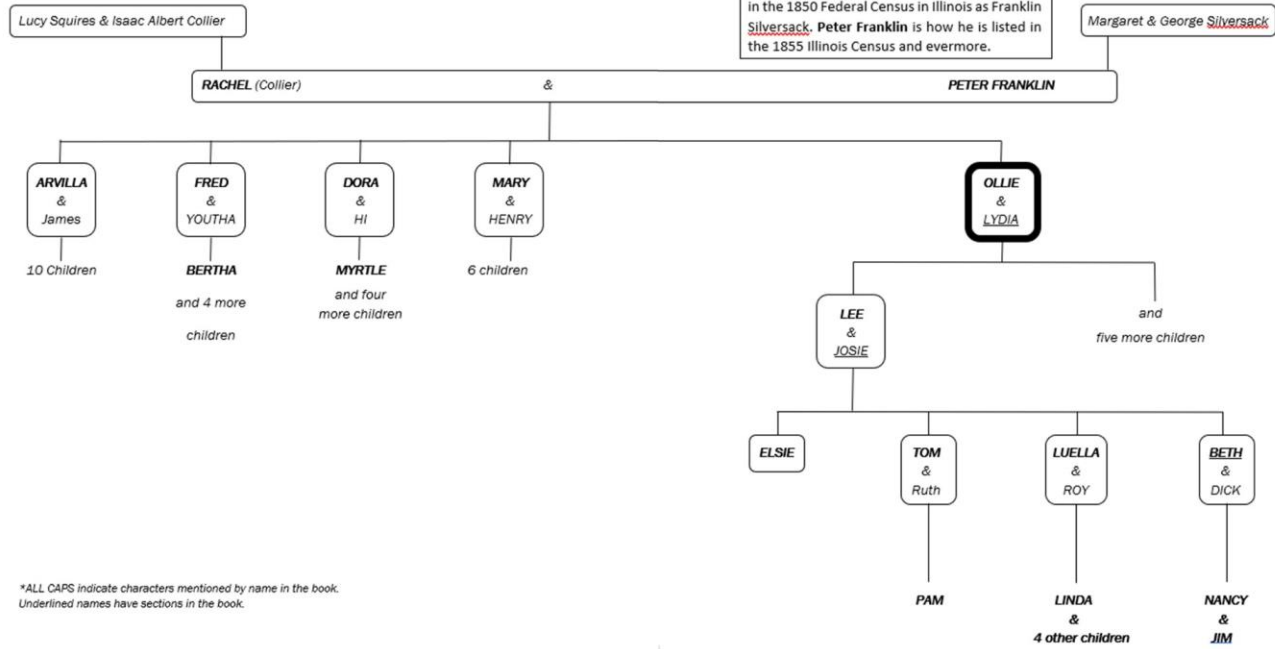 Lucy Squires & Isaac Albert Collier
in the 1850 Federal Census in Illinois as Franklin
Silversack. Peter Franklin is how he is listed in
the 1855 Illinois Census and evermore.
Margaret & George Silversack
RACHEL (Collier) & PETER FRANKLIN
ARVILLA
&
James
10 Children
FRED
&
YOUTHA
BERTHA
and 4 more
children
DORA
&
HI
MYRTLE
and four
more children
MARY
&
HENRY
6 children
OLLIE
&
LYDIA
LEE
&
JOSIE
and
five more children
ELSIE
TOM
&
Ruth
PAM
LUELLA
&
ROY
LINDA
&
4 other children
BETH
&
DICK
NANCY
&
JIM
*ALL CAPS indicate characters mentioned by name in the book.
Underlined names have sections in the book.